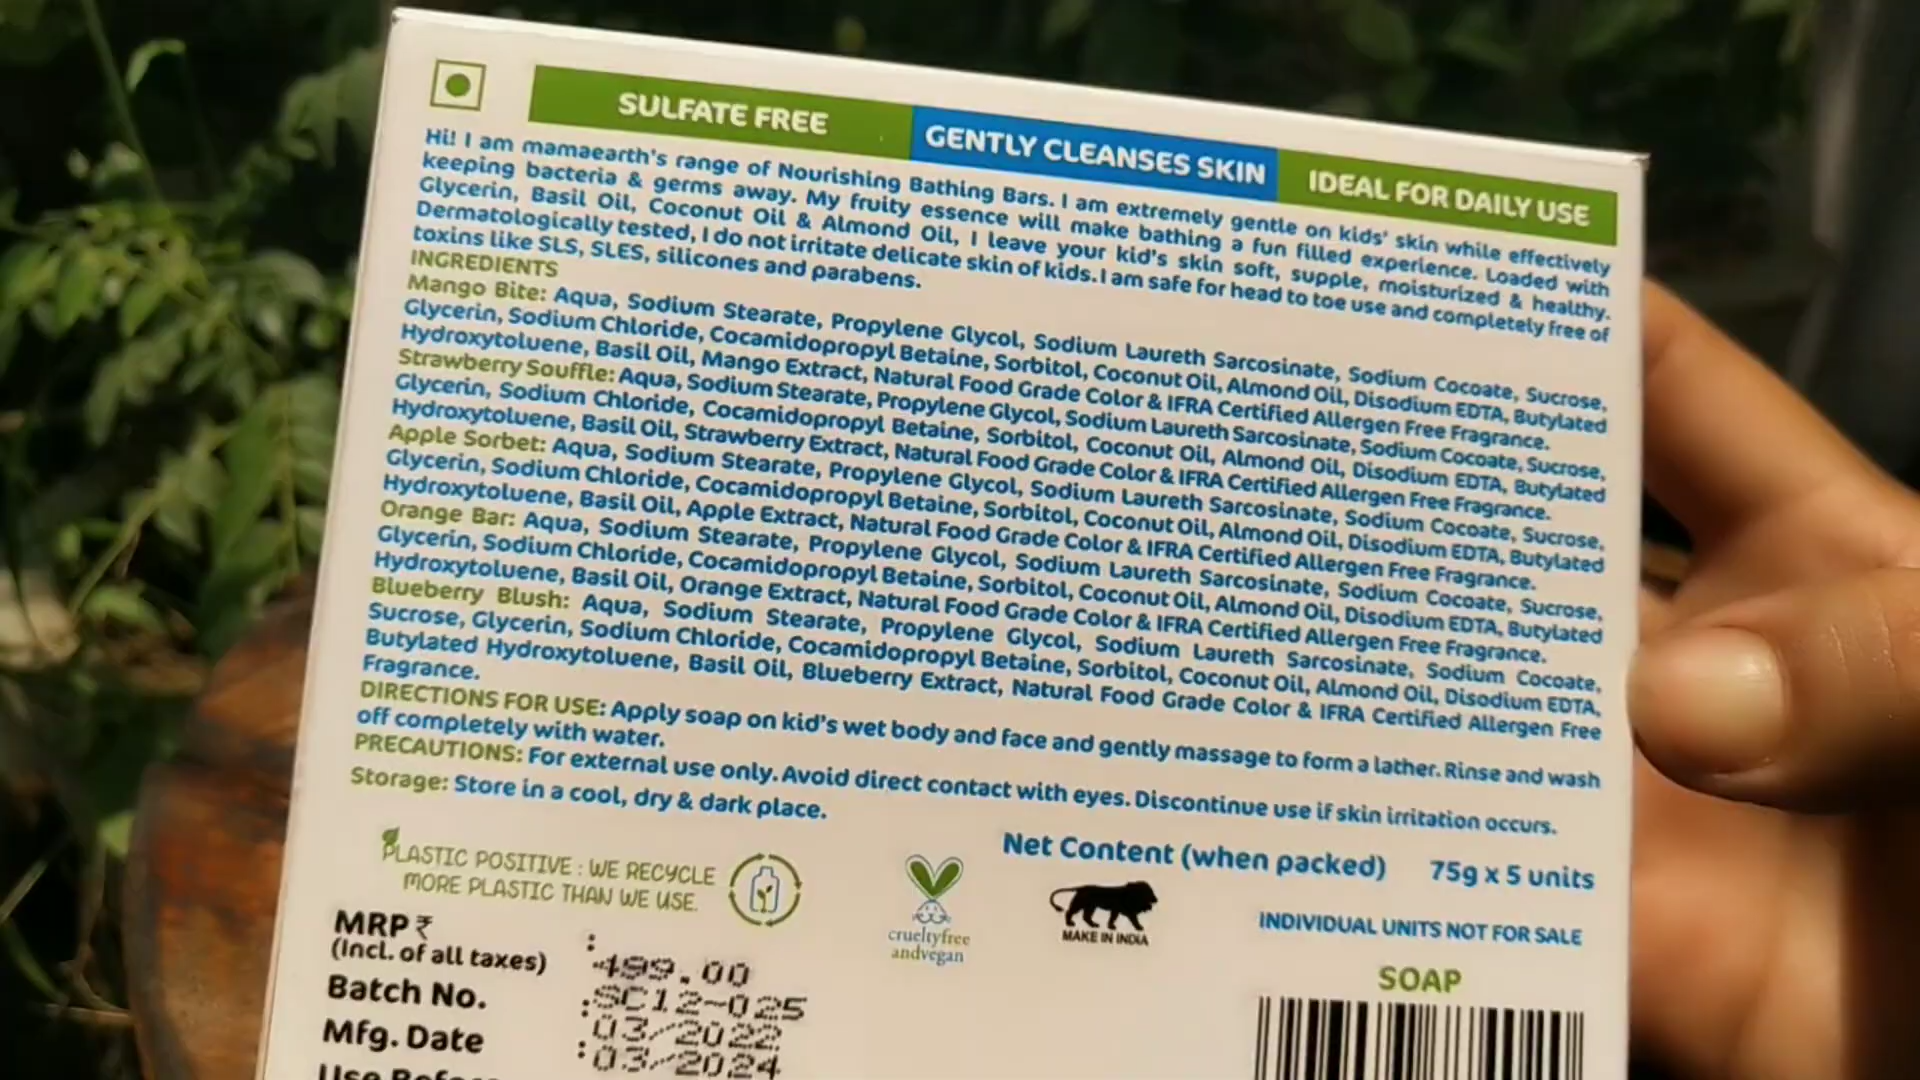 SULFATE FREE GENTLY CLEANSES SKIN IDEAL FOR DAILY USE
Hi! I am mamaearth's range of Nourishing Bathing Bars. I am extremely gentle on kids' skin while effectively
keeping bacteria & germs away. My fruity essence will make bathing a fun filled experience. Loaded with
Glycerin, Basil Oil, Coconut Oil & Almond Oil, I leave your kid's skin soft, supple, moisturized & healthy.
Dermatologically tested, I do not irritate delicate skin of kids. I am safe for head to toe use and completely free of
toxins like SLS, SLES, silicones and parabens.
INGREDIENTS
Mango Bite: Aqua, Sodium Stearate, Propylene Glycol, Sodium Laureth Sarcosinate, Sodium Cocoate, Sucrose,
Glycerin, Sodium Chloride, Cocamidopropyl Betaine, Sorbitol, Coconut Oil, Almond Oil, Disodium EDTA, Butylated
Hydroxytoluene, Basil Oil, Mango Extract, Natural Food Grade Color & IFRA Certified Allergen Free Fragrance.
Strawberry Souffle: Aqua, Sodium Stearate, Propylene Glycol, Sodium Laureth Sarcosinate, Sodium Cocoate, Sucrose,
Glycerin, Sodium Chloride, Cocamidopropyl Betaine, Sorbitol, Coconut Oil, Almond Oil, Disodium EDTA, Butylated
Hydroxytoluene, Basil Oil, Strawberry Extract, Natural Food Grade Color & IFRA Certified Allergen Free Fragrance.
Apple Sorbet: Aqua, Sodium Stearate, Propylene Glycol, Sodium Laureth Sarcosinate, Sodium Cocoate, Sucrose,
Glycerin, Sodium Chloride, Cocamidopropyl Betaine, Sorbitol, Coconut Oil, Almond Oil, Disodium EDTA, Butylated
Hydroxytoluene, Basil Oil, Apple Extract, Natural Food Grade Color & IFRA Certified Allergen Free Fragrance.
Orange Bar: Aqua, Sodium Stearate, Propylene Glycol, Sodium Laureth Sarcosinate, Sodium Cocoate, Sucrose,
Glycerin, Sodium Chloride, Cocamidopropyl Betaine, Sorbitol, Coconut Oil, Almond Oil, Disodium EDTA, Butylated
Hydroxytoluene, Basil Oil, Orange Extract, Natural Food Grade Color & IFRA Certified Allergen Free Fragrance.
Blueberry Blush: Aqua, Sodium Stearate, Propylene Glycol, Sodium Laureth Sarcosinate, Sodium Cocoate,
Sucrose, Glycerin, Sodium Chloride, Cocamidopropyl Betaine, Sorbitol, Coconut Oil, Almond Oil, Disodium EDTA,
Butylated Hydroxytoluene, Basil Oil, Blueberry Extract, Natural Food Grade Color & IFRA Certified Allergen Free
Fragrance.
DIRECTIONS FOR USE: Apply soap on kid's wet body and face and gently massage to form a lather. Rinse and wash
off completely with water.
PRECAUTIONS: For external use only. Avoid direct contact with eyes. Discontinue use if skin irritation occurs.
Storage: Store in a cool, dry & dark place.
PLASTIC POSITIVE : WE RECYCLE
MORE PLASTIC THAN WE USE.
crueltyfree
andvegan
MAKE IN INDIA
Net Content (when packed) 75g x 5 units
INDIVIDUAL UNITS NOT FOR SALE
SOAP
MRP ₹ :
(Incl. of all taxes) 499.00
Batch No. :SC12-025
Mfg. Date 03/2022
:03/2024
Use Before